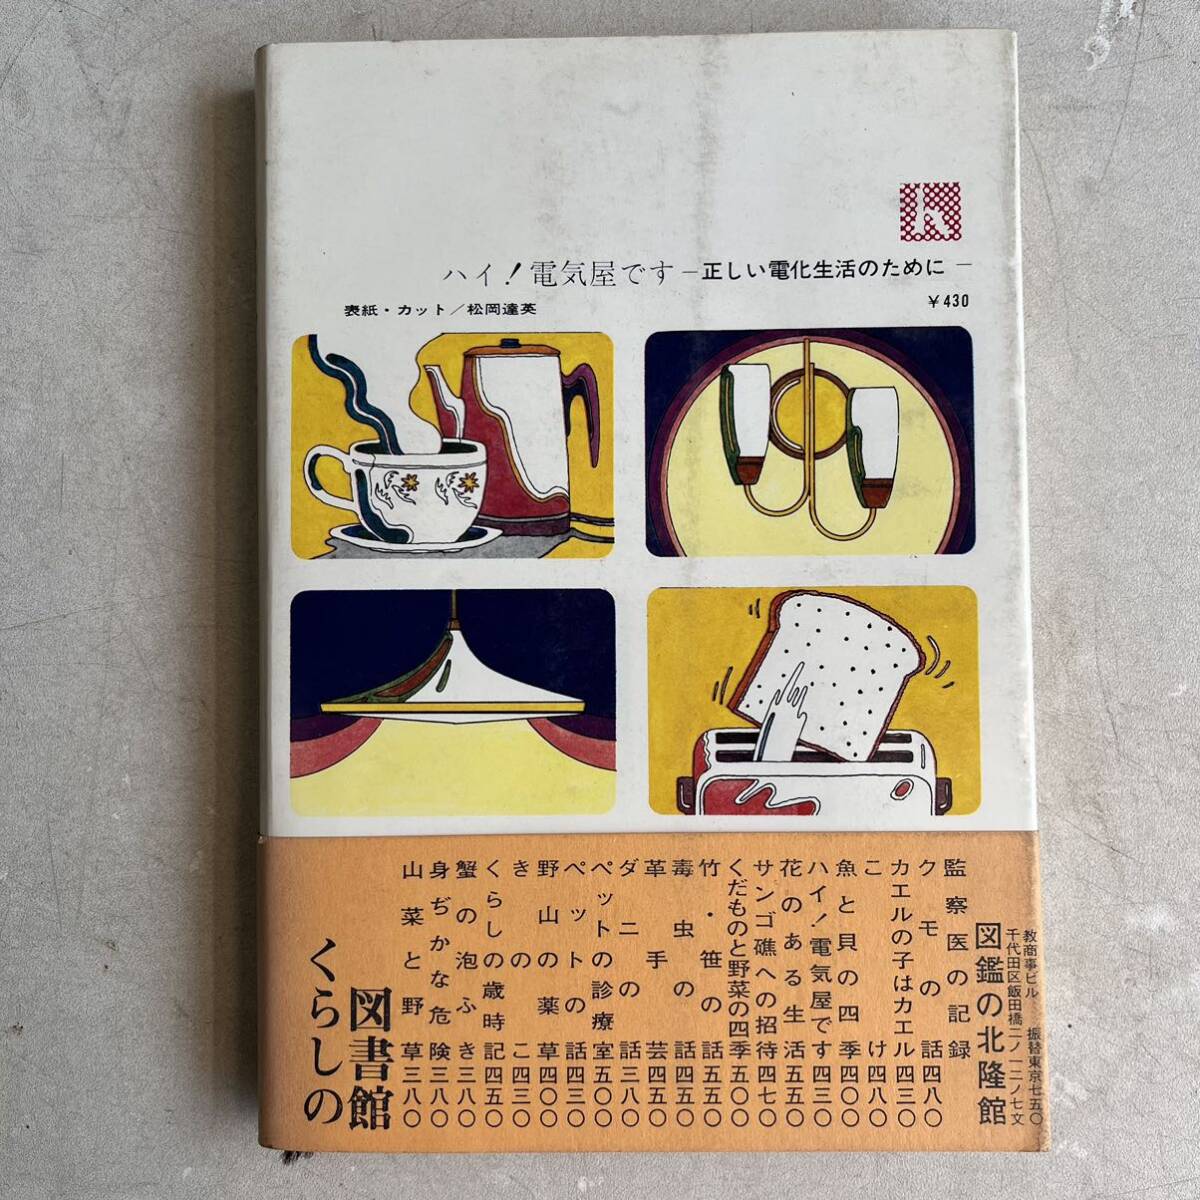 ハイ！電気屋です－正しい電化生活のために－
表紙・カット／松岡達英
￥430
くらしの
図書館
山菜と野草三八〇
身ぢかな危険三八〇
蟹の泡ふき三八〇
くらしの歳時記四五〇
きのこ四三〇
野山の薬草四〇〇
ペットの話四三〇
ペットの診療室五〇〇
ダニの話三八〇
革手芸四五〇
毒虫の話四五〇
竹・笹の話五五〇
くだものと野菜の四季五〇〇
サンゴ礁への招待四七〇
花のある生活五五〇
ハイ！電気屋です四三〇
魚と貝の四季四〇〇
こけ四八〇
カエルの子はカエル四三〇
クモの話四八〇
監察医の記録
図鑑の北隆館
千代田区飯田橋二ノ一二ノ七文
教商事ビル 振替東京七五〇